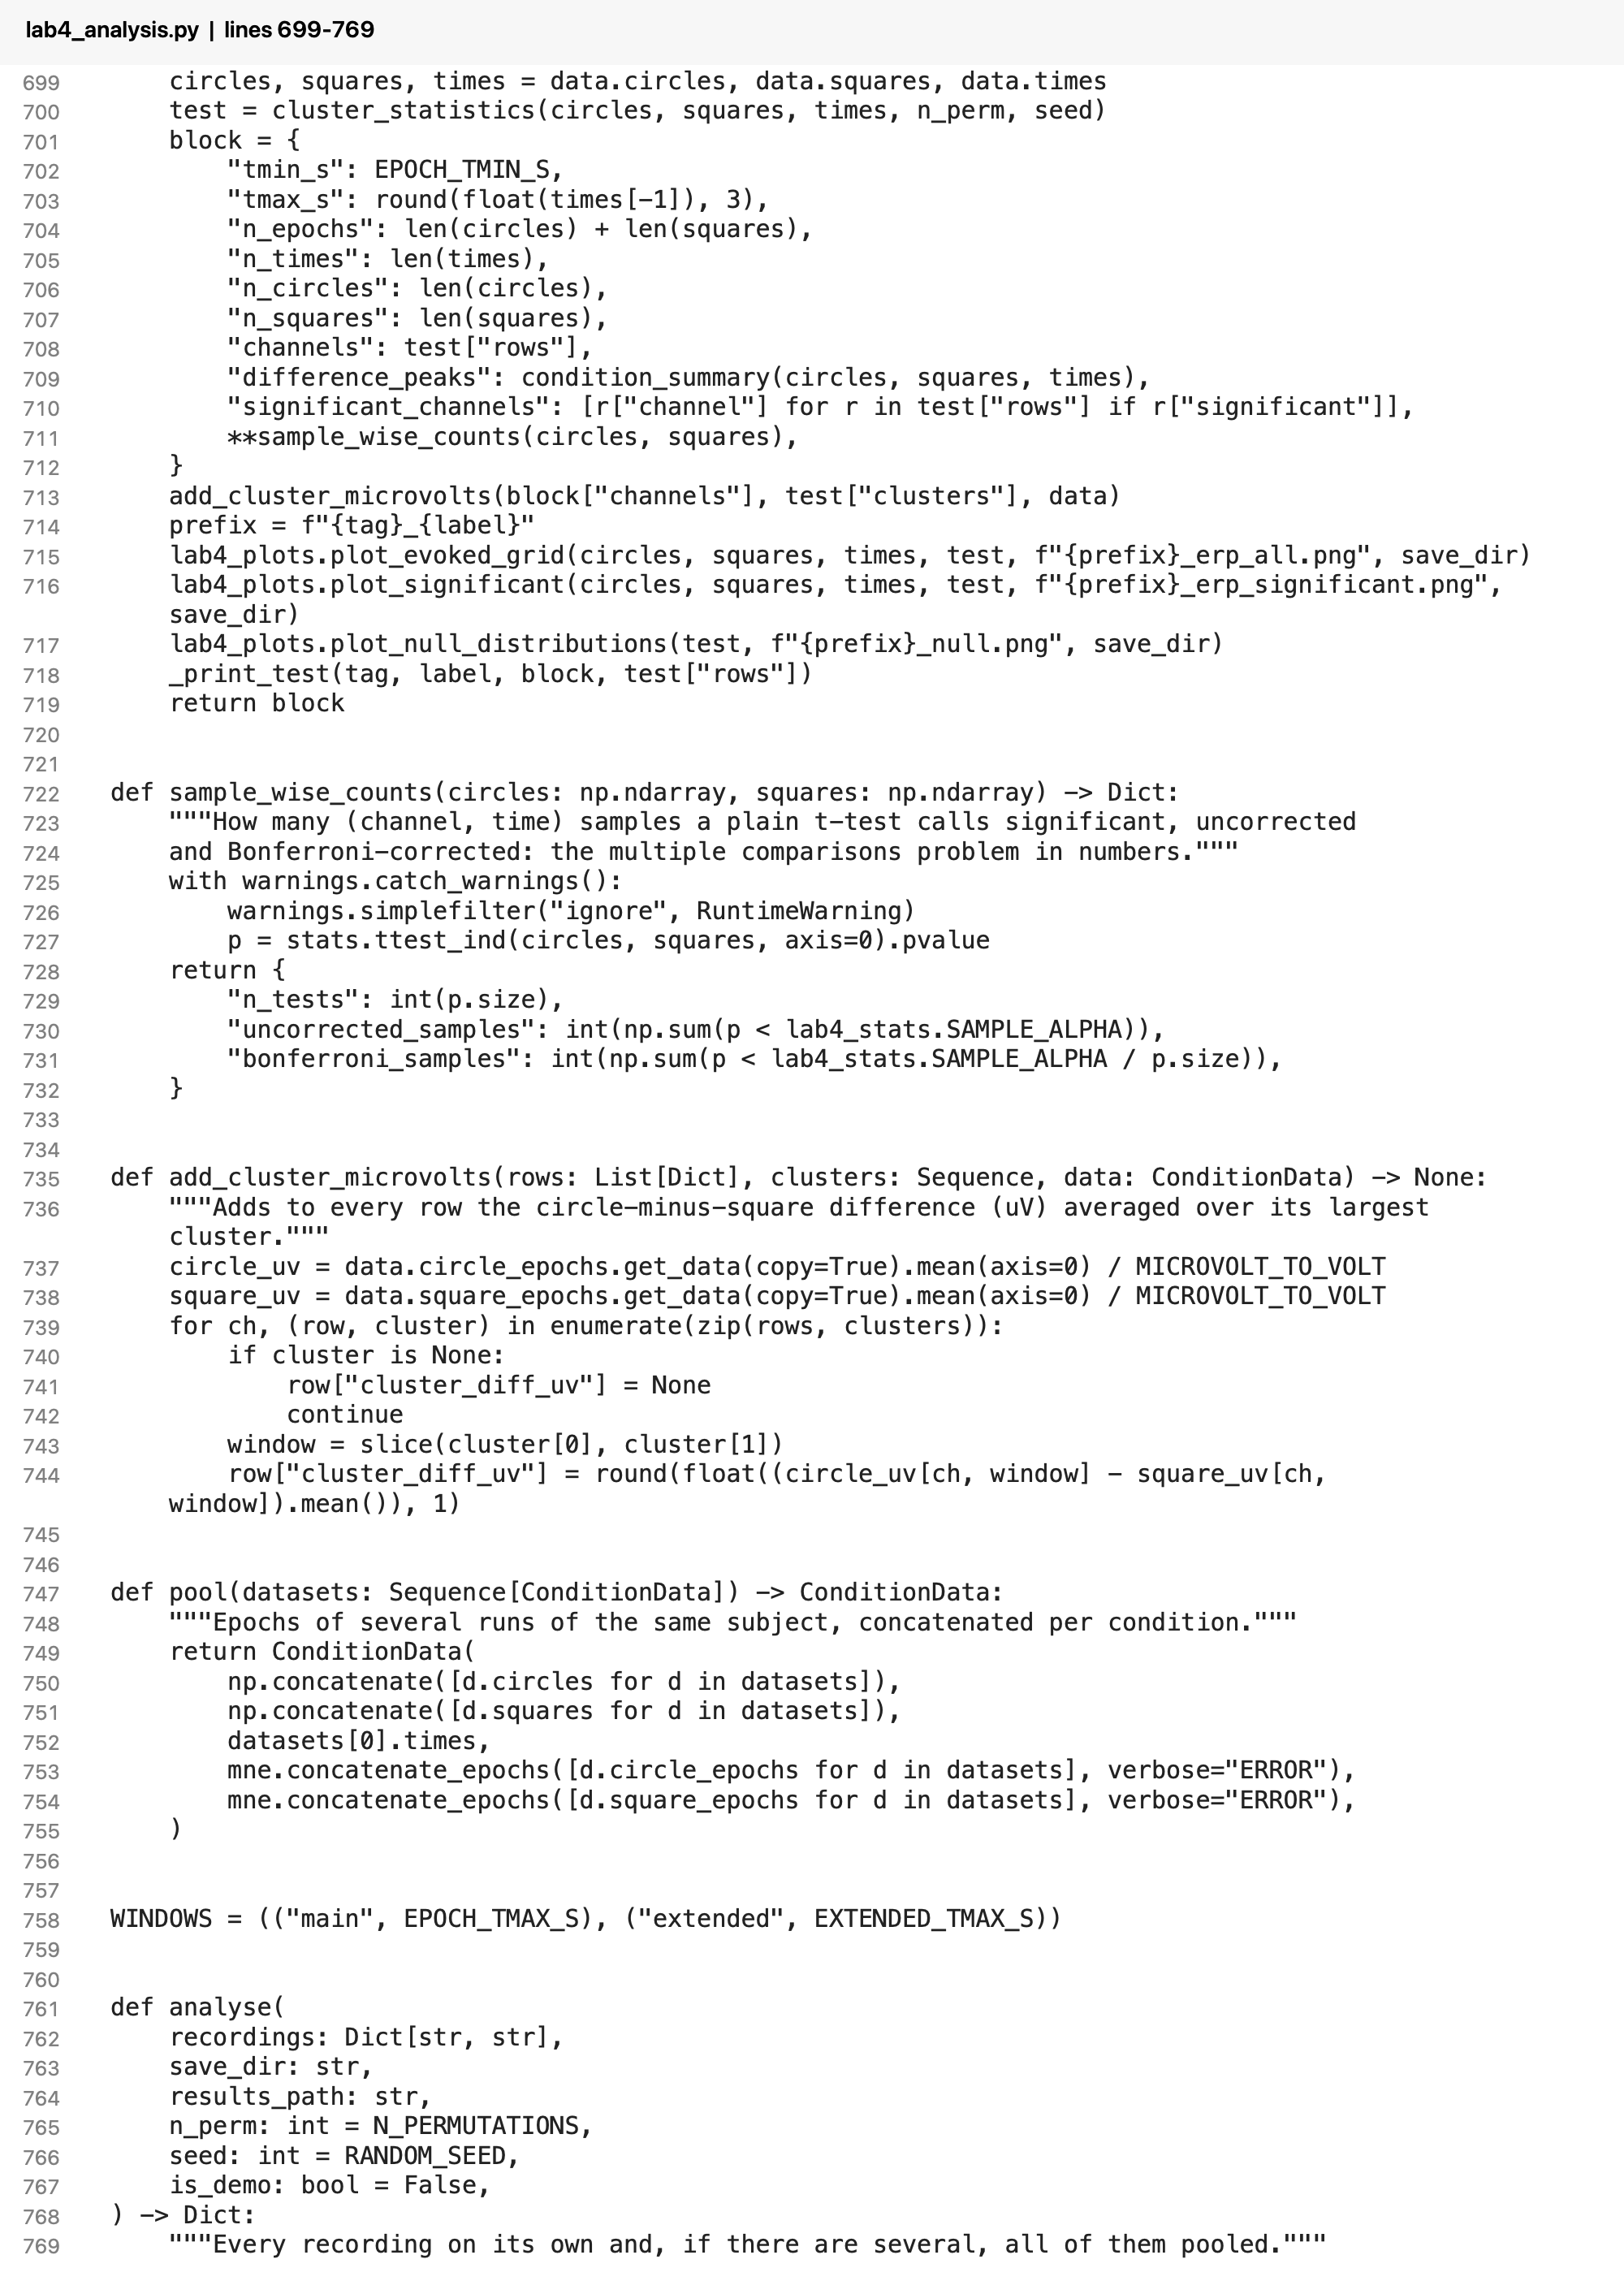 lab4_analysis.py | lines 699-769
699 circles, squares, times = data.circles, data.squares, data.times
700 test = cluster_statistics(circles, squares, times, n_perm, seed)
701 block = {
702 "tmin_s": EPOCH_TMIN_S,
703 "tmax_s": round(float(times[-1]), 3),
704 "n_epochs": len(circles) + len(squares),
705 "n_times": len(times),
706 "n_circles": len(circles),
707 "n_squares": len(squares),
708 "channels": test["rows"],
709 "difference_peaks": condition_summary(circles, squares, times),
710 "significant_channels": [r["channel"] for r in test["rows"] if r["significant"]],
711 **sample_wise_counts(circles, squares),
712 }
713 add_cluster_microvolts(block["channels"], test["clusters"], data)
714 prefix = f"{tag}_{label}"
715 lab4_plots.plot_evoked_grid(circles, squares, times, test, f"{prefix}_erp_all.png", save_dir)
716 lab4_plots.plot_significant(circles, squares, times, test, f"{prefix}_erp_significant.png",
save_dir)
717 lab4_plots.plot_null_distributions(test, f"{prefix}_null.png", save_dir)
718 _print_test(tag, label, block, test["rows"])
719 return block
720
721
722 def sample_wise_counts(circles: np.ndarray, squares: np.ndarray) -> Dict:
723 """How many (channel, time) samples a plain t-test calls significant, uncorrected
724 and Bonferroni-corrected: the multiple comparisons problem in numbers."""
725 with warnings.catch_warnings():
726 warnings.simplefilter("ignore", RuntimeWarning)
727 p = stats.ttest_ind(circles, squares, axis=0).pvalue
728 return {
729 "n_tests": int(p.size),
730 "uncorrected_samples": int(np.sum(p < lab4_stats.SAMPLE_ALPHA)),
731 "bonferroni_samples": int(np.sum(p < lab4_stats.SAMPLE_ALPHA / p.size)),
732 }
733
734
735 def add_cluster_microvolts(rows: List[Dict], clusters: Sequence, data: ConditionData) -> None:
736 """Adds to every row the circle-minus-square difference (uV) averaged over its largest
cluster."""
737 circle_uv = data.circle_epochs.get_data(copy=True).mean(axis=0) / MICROVOLT_TO_VOLT
738 square_uv = data.square_epochs.get_data(copy=True).mean(axis=0) / MICROVOLT_TO_VOLT
739 for ch, (row, cluster) in enumerate(zip(rows, clusters)):
740 if cluster is None:
741 row["cluster_diff_uv"] = None
742 continue
743 window = slice(cluster[0], cluster[1])
744 row["cluster_diff_uv"] = round(float((circle_uv[ch, window] - square_uv[ch,
window]).mean()), 1)
745
746
747 def pool(datasets: Sequence[ConditionData]) -> ConditionData:
748 """Epochs of several runs of the same subject, concatenated per condition."""
749 return ConditionData(
750 np.concatenate([d.circles for d in datasets]),
751 np.concatenate([d.squares for d in datasets]),
752 datasets[0].times,
753 mne.concatenate_epochs([d.circle_epochs for d in datasets], verbose="ERROR"),
754 mne.concatenate_epochs([d.square_epochs for d in datasets], verbose="ERROR"),
755 )
756
757
758 WINDOWS = (("main", EPOCH_TMAX_S), ("extended", EXTENDED_TMAX_S))
759
760
761 def analyse(
762 recordings: Dict[str, str],
763 save_dir: str,
764 results_path: str,
765 n_perm: int = N_PERMUTATIONS,
766 seed: int = RANDOM_SEED,
767 is_demo: bool = False,
768 ) -> Dict:
769 """Every recording on its own and, if there are several, all of them pooled."""